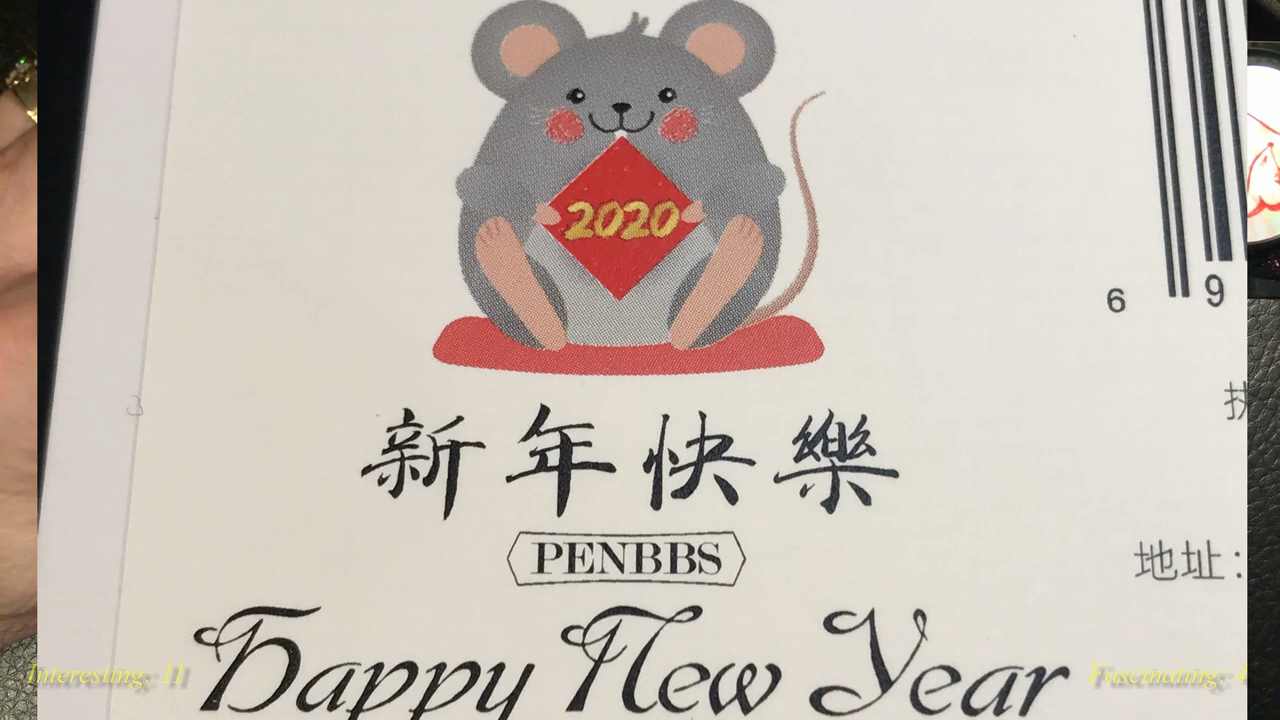 2020
6 9
新年快樂
PENBBS
地址:
Happy New Year
Interesting: 11
Fascinating: 4